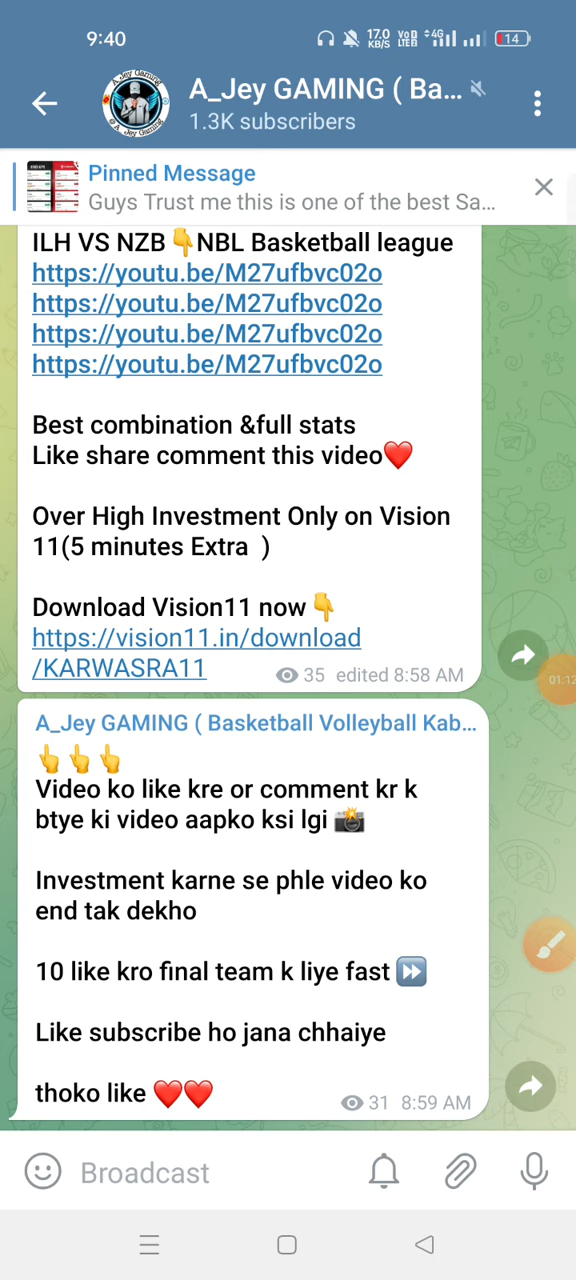 9:40
17.0 KB/S
Vo LTE
4G
14
A_Jey GAMING ( Ba...
1.3K subscribers
Pinned Message
Guys Trust me this is one of the best Sa...
ILH VS NZB👇NBL Basketball league
https://youtu.be/M27ufbvc02o
https://youtu.be/M27ufbvc02o
https://youtu.be/M27ufbvc02o
https://youtu.be/M27ufbvc02o
Best combination &full stats
Like share comment this video❤️
Over High Investment Only on Vision
11(5 minutes Extra  )
Download Vision11 now👇
https://vision11.in/download
/KARWASRA11
35 edited 8:58 AM
01:12
A_Jey GAMING ( Basketball Volleyball Kab...
👆👆👆
Video ko like kre or comment kr k
btye ki video aapko ksi lgi 📸
Investment karne se phle video ko
end tak dekho
10 like kro final team k liye fast ⏩
Like subscribe ho jana chhaiye
thoko like ❤️❤️
31 8:59 AM
Broadcast